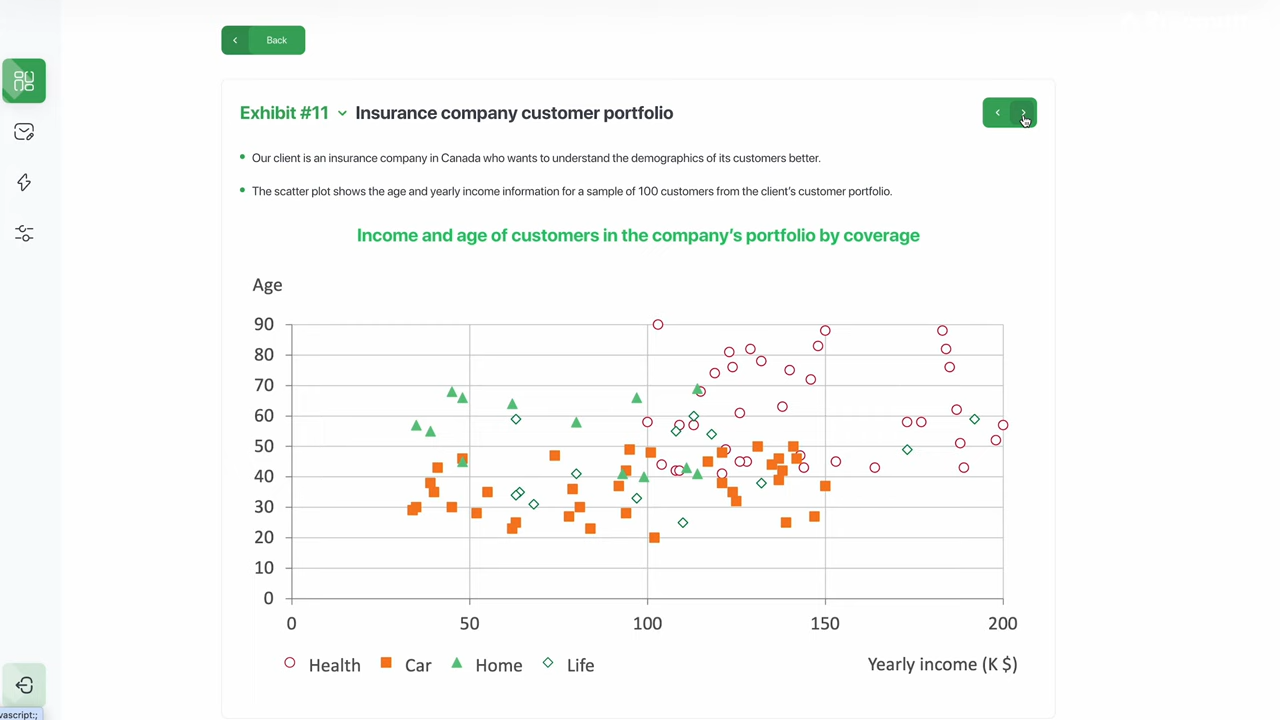 Back
Exhibit #11 Insurance company customer portfolio
Our client is an insurance company in Canada who wants to understand the demographics of its customers better.
The scatter plot shows the age and yearly income information for a sample of 100 customers from the client's customer portfolio.
Income and age of customers in the company's portfolio by coverage
Age
90
80
70
60
50
40
30
20
10
0
0 50 100 150 200
Health Car Home Life Yearly income (K $)
vascript:;